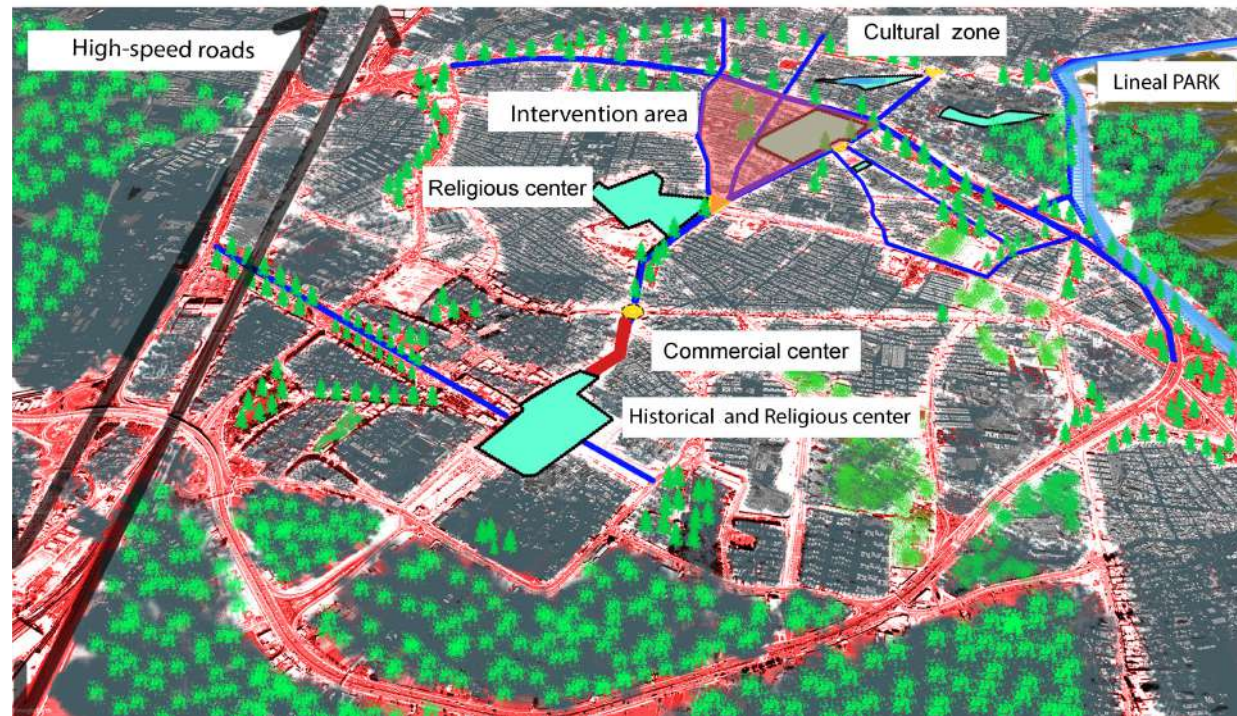 High-speed roads
Cultural zone
Lineal PARK
Intervention area
Religious center
Commercial center
Historical and Religious center